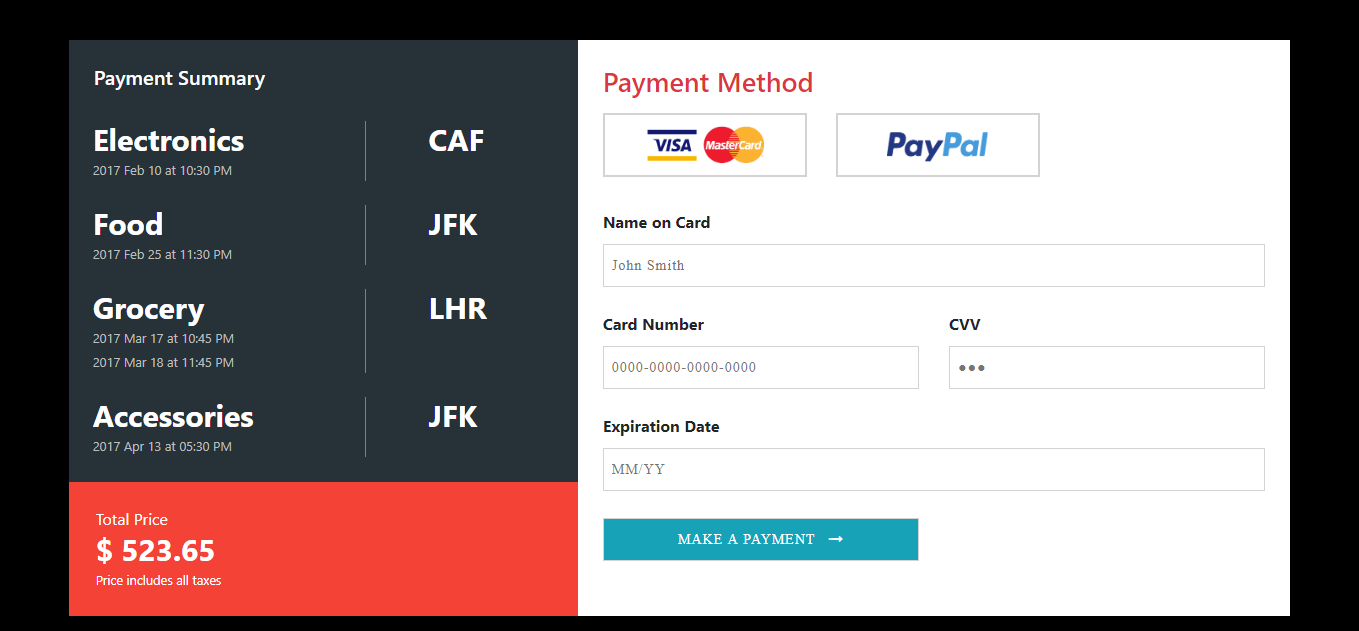 Payment Summary
Electronics
CAF
2017 Feb 10 at 10:30 PM
Food
JFK
2017 Feb 25 at 11:30 PM
Grocery
LHR
2017 Mar 17 at 10:45 PM
2017 Mar 18 at 11:45 PM
Accessories
JFK
2017 Apr 13 at 05:30 PM
Total Price
$ 523.65
Price includes all taxes
Payment Method
VISA MasterCard
PayPal
Name on Card
John Smith
Card Number
0000-0000-0000-0000
CVV
●●●
Expiration Date
MM/YY
MAKE A PAYMENT →